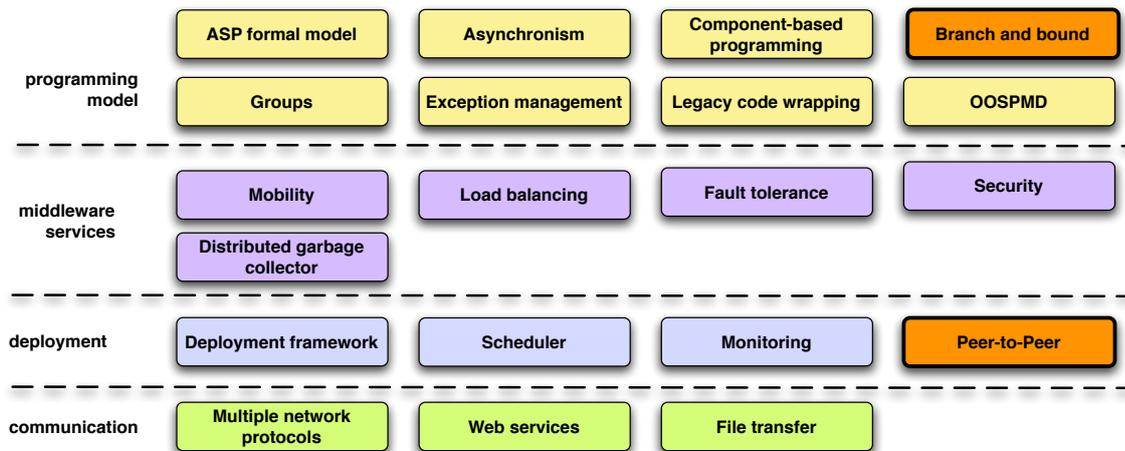 ASP formal model
Asynchronism
Component-based
programming
Branch and bound
programming
model
Groups
Exception management
Legacy code wrapping
OOSPMD
middleware
services
Mobility
Load balancing
Fault tolerance
Security
Distributed garbage
collector
deployment
Deployment framework
Scheduler
Monitoring
Peer-to-Peer
communication
Multiple network
protocols
Web services
File transfer